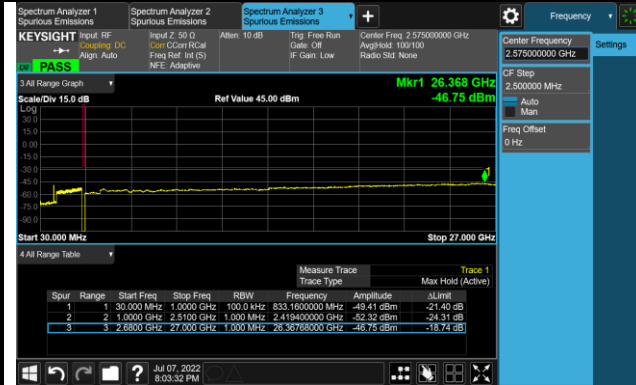 Spectrum Analyzer 1
Spurious Emissions
Spectrum Analyzer 2
Spurious Emissions
Spectrum Analyzer 3
Spurious Emissions
Frequency
KEYSIGHT
Input: RF
Coupling: DC
Align: Auto
Input Z: 50 Ω
Corr CCorr RCal
Freq Ref: Int (S)
NFE: Adaptive
Atten: 10 dB
Trig: Free Run
Gate: Off
IF Gain: Low
Center Freq: 2.575000000 GHz
Avg|Hold: 100/100
Radio Std: None
DF PASS
Center Frequency
2.575000000 GHz
Settings
CF Step
2.500000 MHz
Auto
Man
Freq Offset
0 Hz
3 All Range Graph
Mkr1 26.368 GHz
Scale/Div 15.0 dB
Ref Value 45.00 dBm
-46.75 dBm
Log
30.0
15.0
0.00
-15.0
-30.0
-45.0
-60.0
-75.0
-90.0
1
Start 30.000 MHz
Stop 27.000 GHz
4 All Range Table
Measure Trace Trace 1
Trace Type Max Hold (Active)
Spur Range Start Freq Stop Freq RBW Frequency Amplitude ΔLimit
1 1 30.000 MHz 1.0000 GHz 100.0 kHz 833.1600000 MHz -49.41 dBm -21.40 dB
2 2 1.0000 GHz 2.5100 GHz 1.000 MHz 2.419400000 GHz -52.32 dBm -24.31 dB
3 3 2.6800 GHz 27.000 GHz 1.000 MHz 26.36768000 GHz -46.75 dBm -18.74 dB
Jul 07, 2022
8:03:32 PM